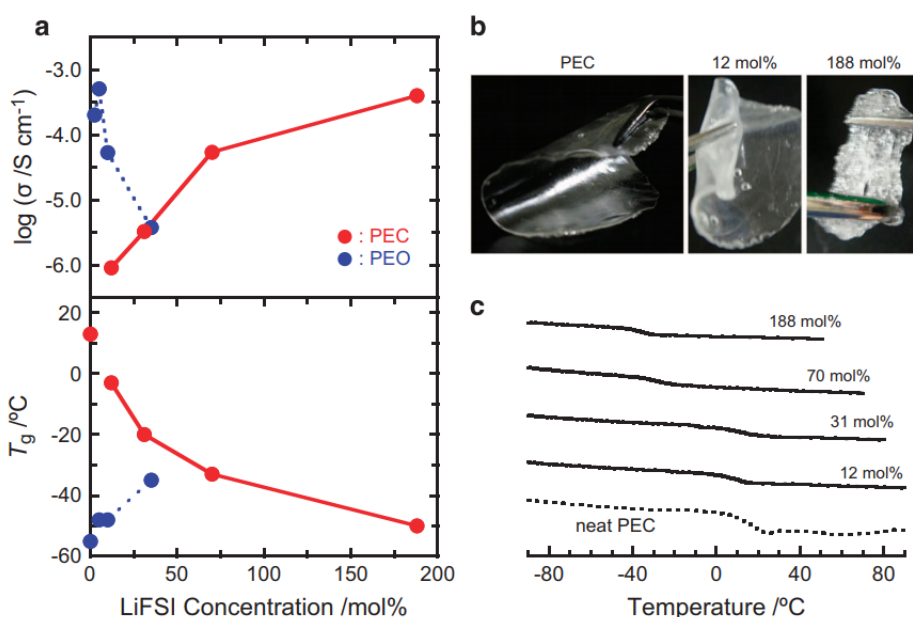 a
-3.0
-4.0
-5.0
-6.0
log (σ /S cm⁻¹)
: PEC
: PEO
20
0
-20
-40
-60
Tg /ºC
0 50 100 150 200
LiFSI Concentration /mol%
b
PEC 12 mol% 188 mol%
c
188 mol%
70 mol%
31 mol%
12 mol%
neat PEC
-80 -40 0 40 80
Temperature /ºC